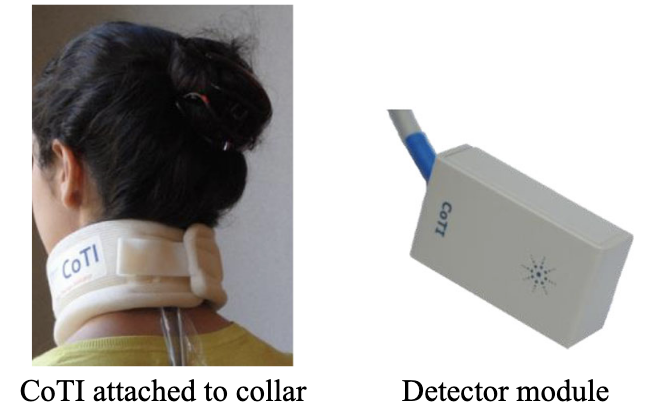 CoTI
CoTI
CoTI attached to collar
Detector module